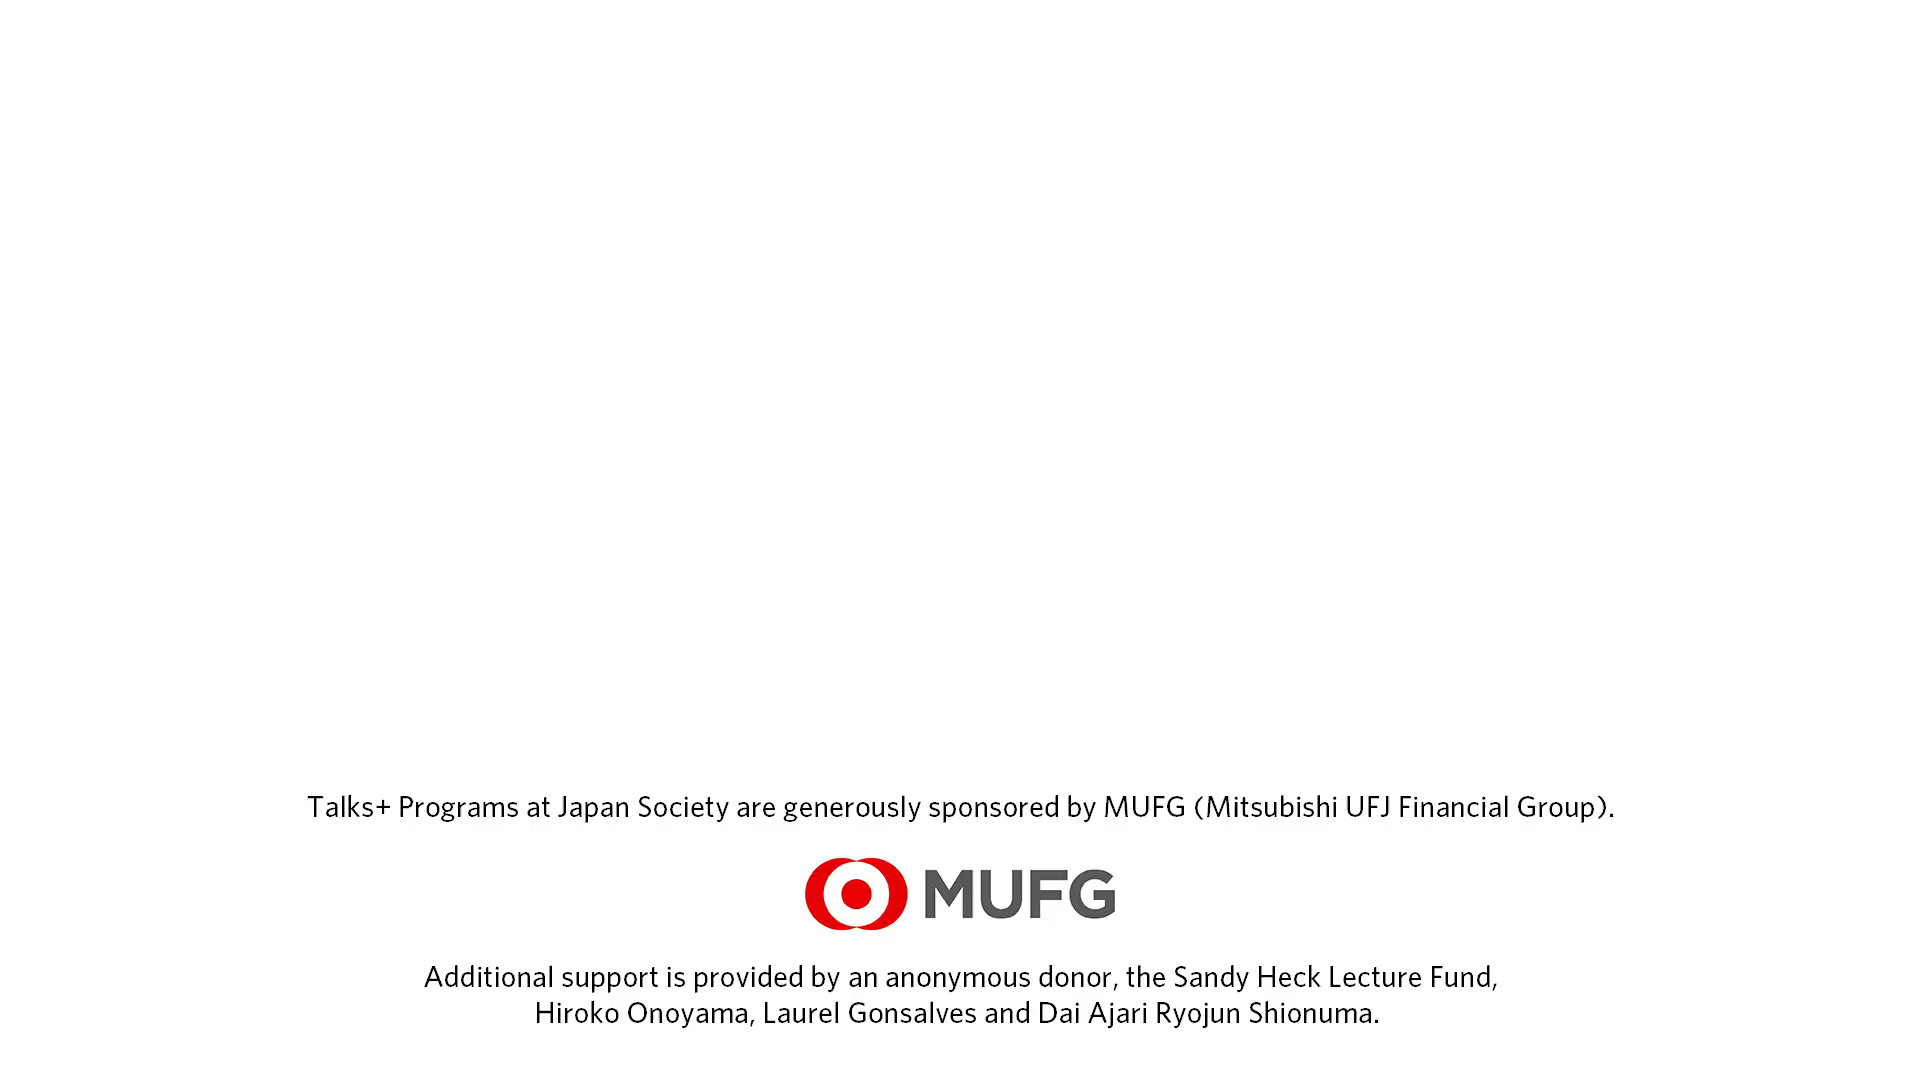 Talks+ Programs at Japan Society are generously sponsored by MUFG (Mitsubishi UFJ Financial Group).
MUFG
Additional support is provided by an anonymous donor, the Sandy Heck Lecture Fund,
Hiroko Onoyama, Laurel Gonsalves and Dai Ajari Ryojun Shionuma.